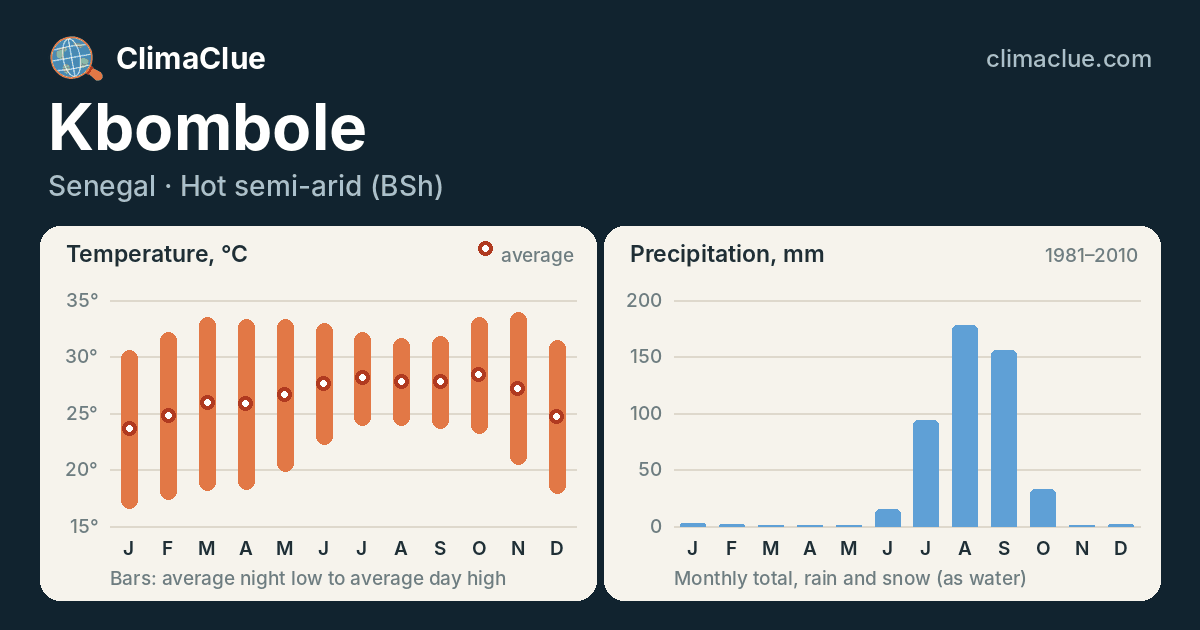 ClimaClue
climaclue.com
Kbombole
Senegal · Hot semi-arid (BSh)
Temperature, °C
average
35°
30°
25°
20°
15°
J F M A M J J A S O N D
Bars: average night low to average day high
Precipitation, mm
1981–2010
200
150
100
50
0
J F M A M J J A S O N D
Monthly total, rain and snow (as water)